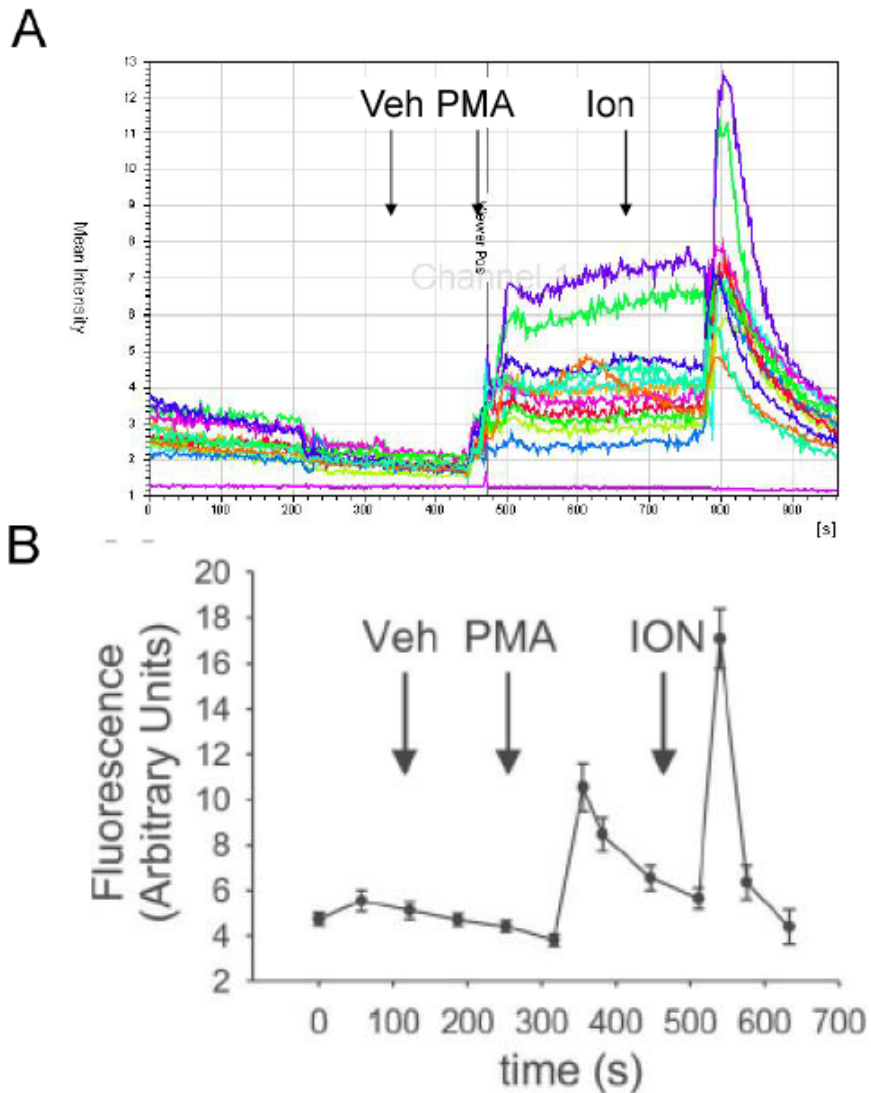 A
13
12
11
10
9
8
7
6
5
4
3
2
1
Mean Intensity
Veh PMA Ion
Viewer Pos
Channel 1
0 100 200 300 400 500 600 700 800 900
[s]
B
20
18
16
14
12
10
8
6
4
2
Fluorescence
(Arbitrary Units)
Veh PMA ION
0 100 200 300 400 500 600 700
time (s)